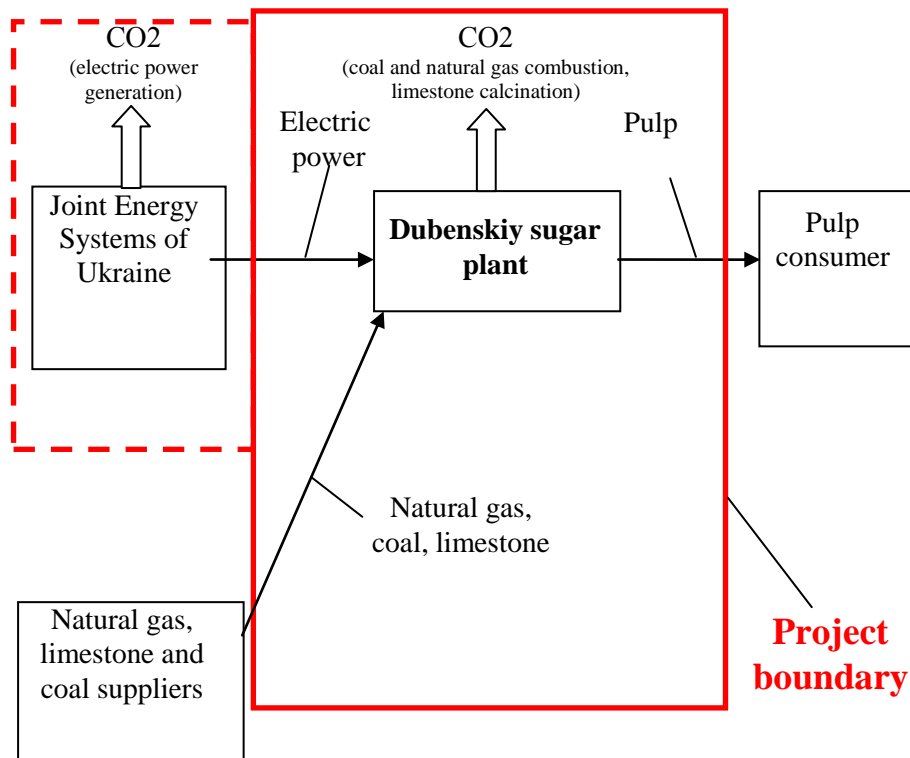 CO2
(electric power
generation)
CO2
(coal and natural gas combustion,
limestone calcination)
Electric
power
Pulp
Joint Energy
Systems of
Ukraine
Dubenskiy sugar
plant
Pulp
consumer
Natural gas,
coal, limestone
Natural gas,
limestone and
coal suppliers
Project
boundary